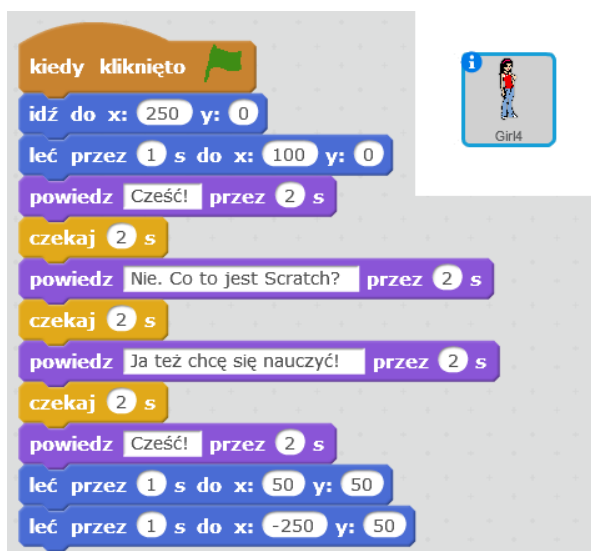 kiedy kliknięto
idź do x: 250 y: 0
leć przez 1 s do x: 100 y: 0
powiedz Cześć! przez 2 s
czekaj 2 s
powiedz Nie. Co to jest Scratch? przez 2 s
czekaj 2 s
powiedz Ja też chcę się nauczyć! przez 2 s
czekaj 2 s
powiedz Cześć! przez 2 s
leć przez 1 s do x: 50 y: 50
leć przez 1 s do x: -250 y: 50
i
Girl4